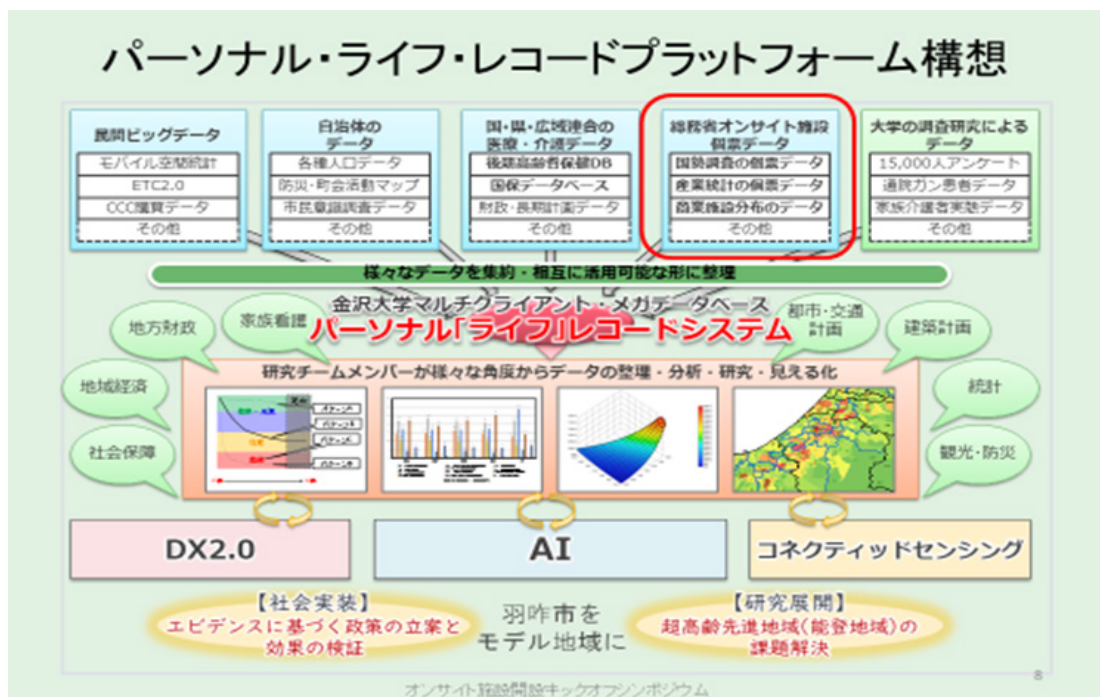 パーソナル・ライフ・レコードプラットフォーム構想
民間ビッグデータ
モバイル空間統計
ETC2.0
CCC購買データ
その他
自治体の
データ
各種人口データ
防災・町会活動マップ
市民意識調査データ
その他
国・県・広域連合の
医療・介護データ
後期高齢者保健DB
国保データベース
財政・長期計画データ
その他
総務省オンサイト施設
個票データ
国勢調査の個票データ
産業統計の個票データ
商業施設分布のデータ
その他
大学の調査研究による
データ
15,000人アンケート
通院ガン患者データ
家族介護者実態データ
その他
様々なデータを集約・相互に活用可能な形に整理
金沢大学マルチクライアント・メガデータベース
パーソナル「ライフ」レコードシステム
地方財政
家族看護
都市・交通
計画
建築計画
地域経済
統計
社会保障
観光・防災
研究チームメンバーが様々な角度からデータの整理・分析・研究・見える化
DX2.0
AI
コネクティッドセンシング
【社会実装】
エビデンスに基づく政策の立案と
効果の検証
羽咋市を
モデル地域に
【研究展開】
超高齢先進地域(能登地域)の
課題解決
8
オンサイト施設開設キックオフシンポジウム